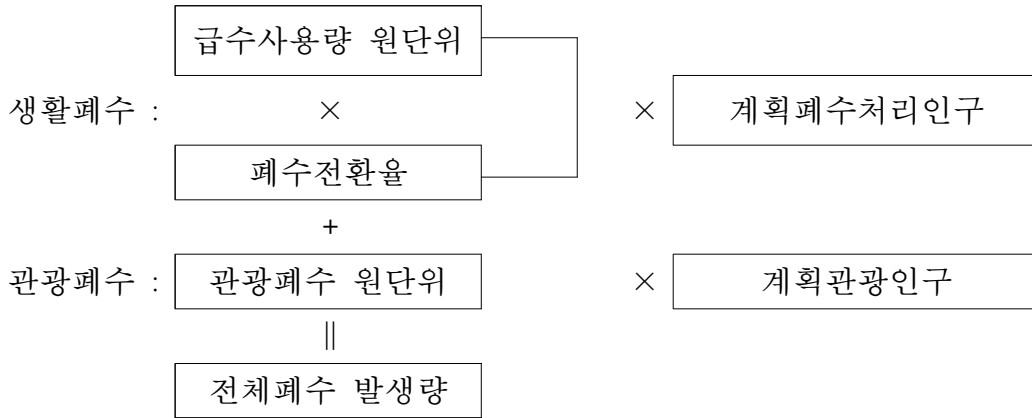 급수사용량 원단위
생활폐수 : × × 계획폐수처리인구
폐수전환율
+
관광폐수 : 관광폐수 원단위 × 계획관광인구
||
전체폐수 발생량